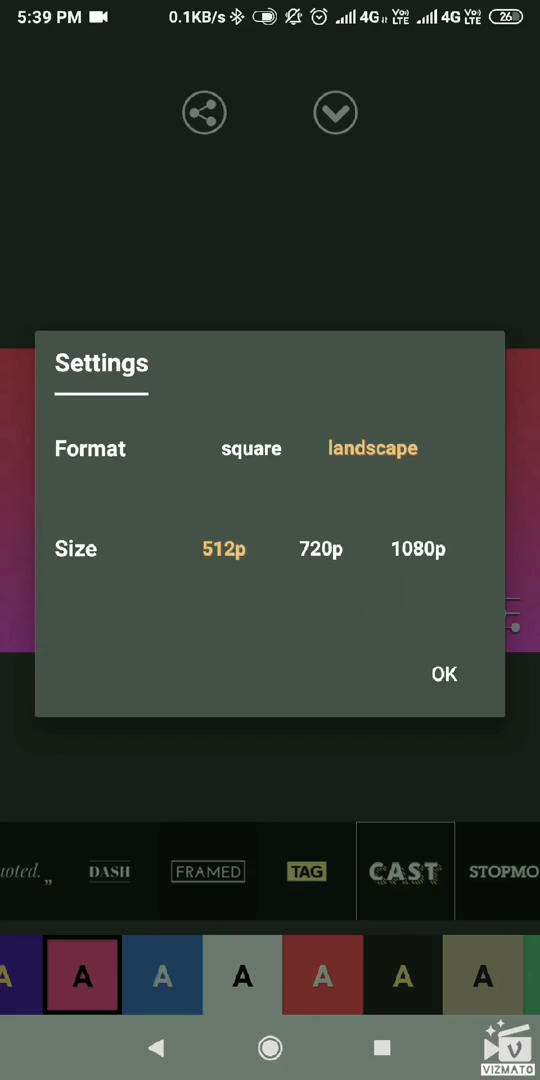 5:39 PM 0.1KB/s 4G Vo) LTE 4G Vo) LTE 26
Settings
Format square landscape
Size 512p 720p 1080p
OK
uoted.„ DASH FRAMED TAG CAST STOPMO
A A A A A A A
V
VIZMATO